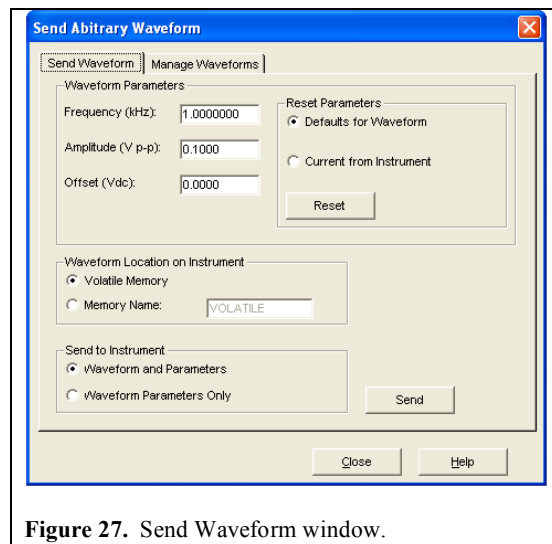 Send Abitrary Waveform
Send Waveform
Manage Waveforms
Waveform Parameters
Frequency (kHz): 1.0000000
Amplitude (V p-p): 0.1000
Offset (Vdc): 0.0000
Reset Parameters
Defaults for Waveform
Current from Instrument
Reset
Waveform Location on Instrument
Volatile Memory
Memory Name: VOLATILE
Send to Instrument
Waveform and Parameters
Waveform Parameters Only
Send
Close
Help
Figure 27. Send Waveform window.